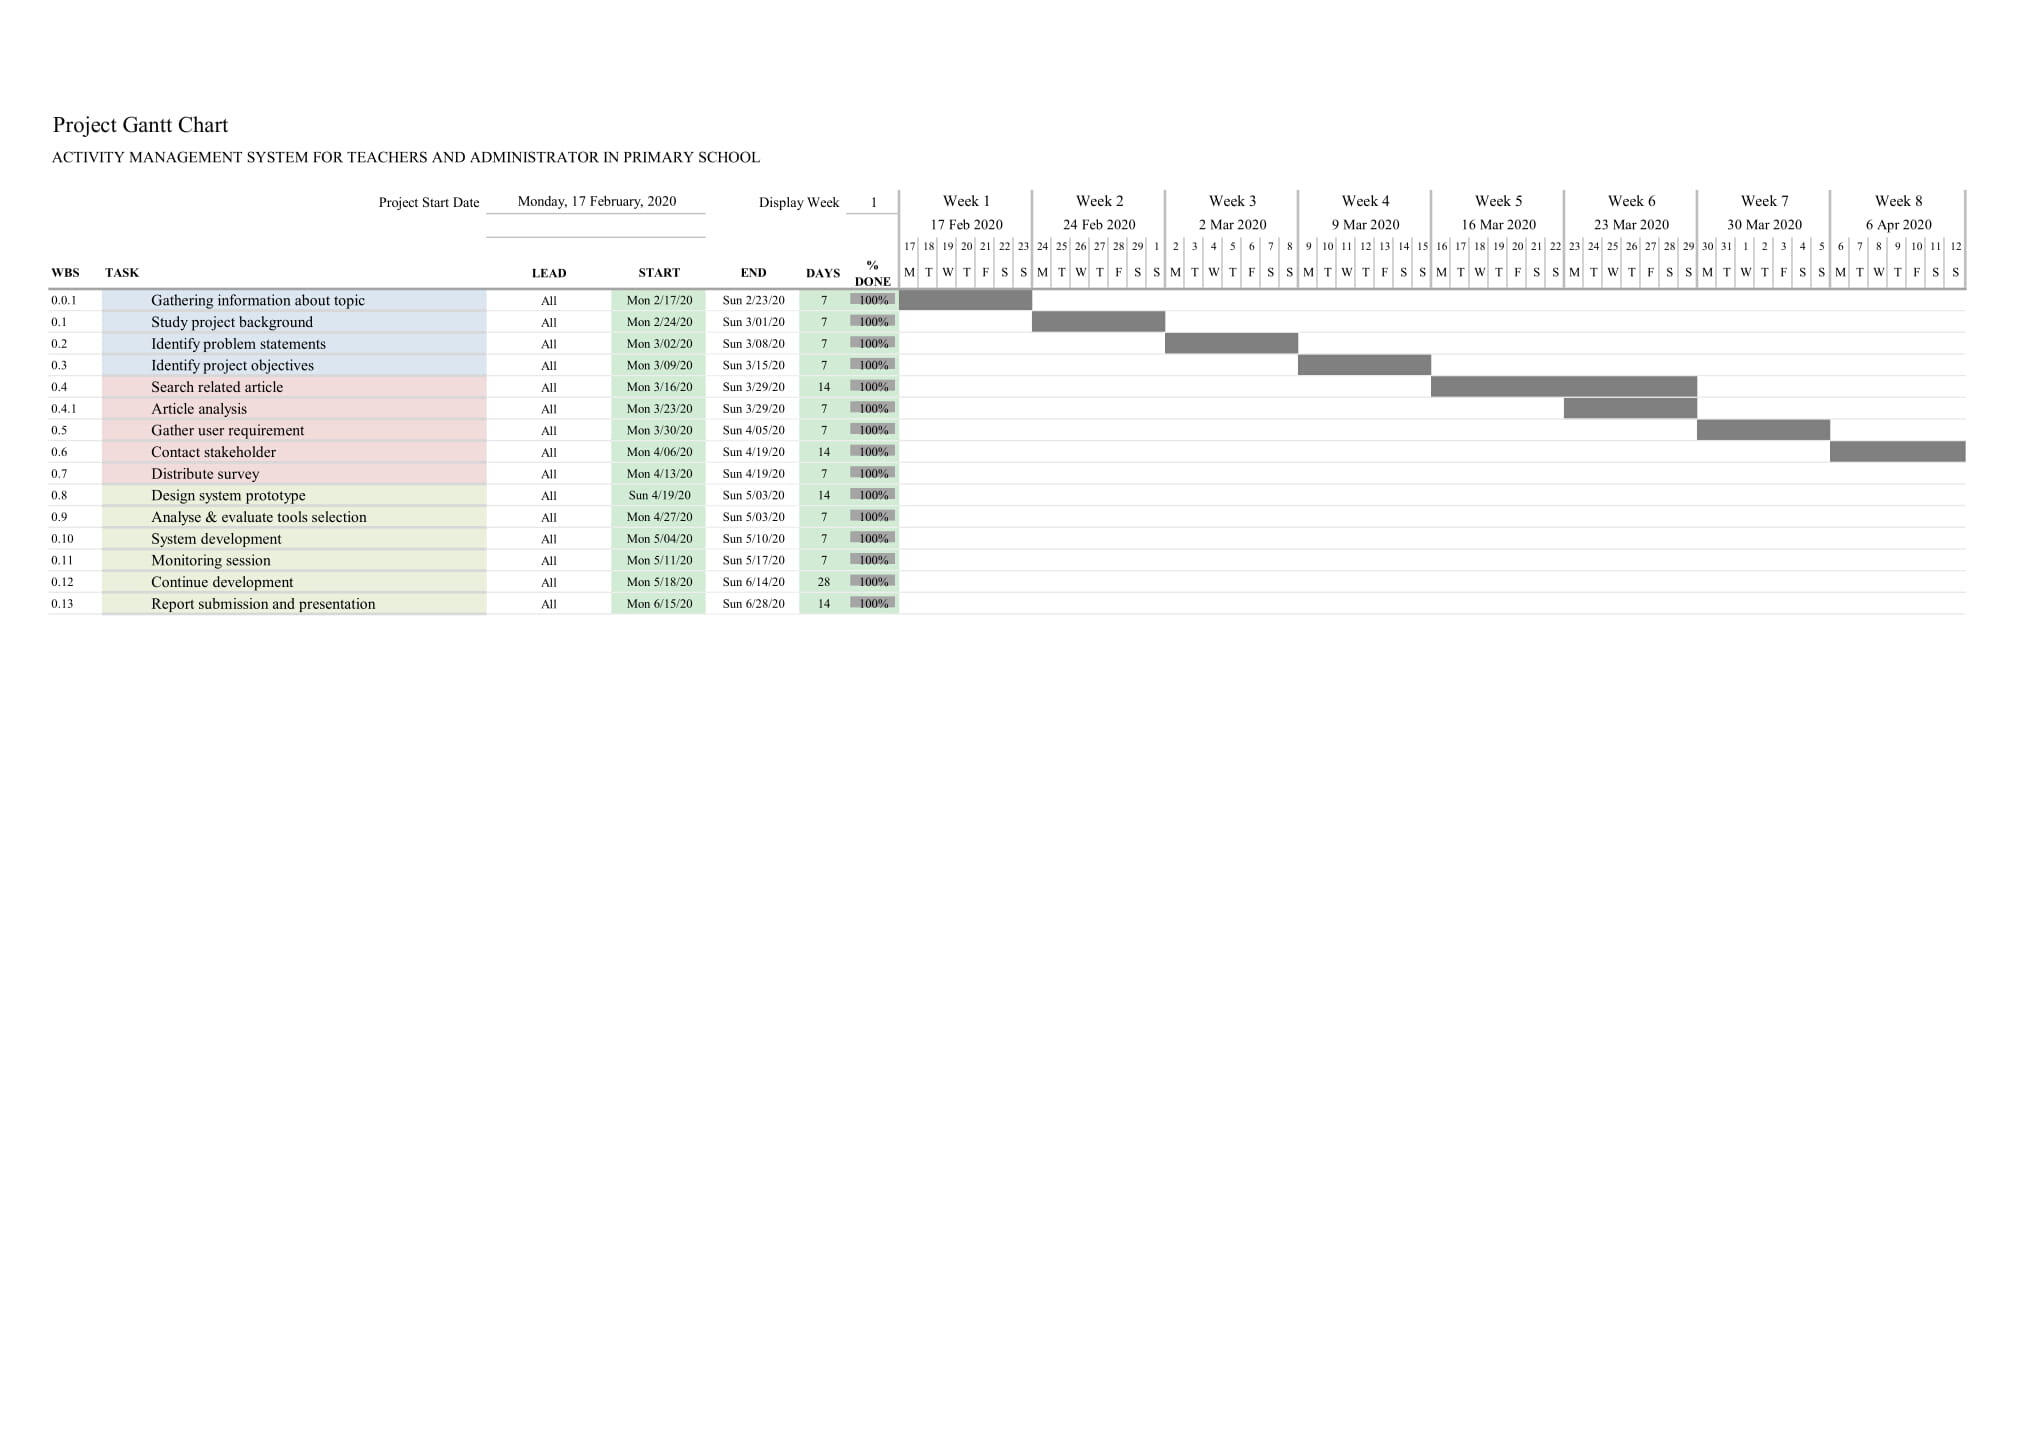 Project Gantt Chart
ACTIVITY MANAGEMENT SYSTEM FOR TEACHERS AND ADMINISTRATOR IN PRIMARY SCHOOL
Project Start Date Monday, 17 February, 2020 Display Week 1 Week 1 Week 2 Week 3 Week 4 Week 5 Week 6 Week 7 Week 8
17 Feb 2020 24 Feb 2020 2 Mar 2020 9 Mar 2020 16 Mar 2020 23 Mar 2020 30 Mar 2020 6 Apr 2020
17 18 19 20 21 22 23 24 25 26 27 28 29 1 2 3 4 5 6 7 8 9 10 11 12 13 14 15 16 17 18 19 20 21 22 23 24 25 26 27 28 29 30 31 1 2 3 4 5 6 7 8 9 10 11 12
WBS TASK LEAD START END DAYS % DONE M T W T F S S M T W T F S S M T W T F S S M T W T F S S M T W T F S S M T W T F S S M T W T F S S M T W T F S S
0.0.1 Gathering information about topic All Mon 2/17/20 Sun 2/23/20 7 100%
0.1 Study project background All Mon 2/24/20 Sun 3/01/20 7 100%
0.2 Identify problem statements All Mon 3/02/20 Sun 3/08/20 7 100%
0.3 Identify project objectives All Mon 3/09/20 Sun 3/15/20 7 100%
0.4 Search related article All Mon 3/16/20 Sun 3/29/20 14 100%
0.4.1 Article analysis All Mon 3/23/20 Sun 3/29/20 7 100%
0.5 Gather user requirement All Mon 3/30/20 Sun 4/05/20 7 100%
0.6 Contact stakeholder All Mon 4/06/20 Sun 4/19/20 14 100%
0.7 Distribute survey All Mon 4/13/20 Sun 4/19/20 7 100%
0.8 Design system prototype All Sun 4/19/20 Sun 5/03/20 14 100%
0.9 Analyse & evaluate tools selection All Mon 4/27/20 Sun 5/03/20 7 100%
0.10 System development All Mon 5/04/20 Sun 5/10/20 7 100%
0.11 Monitoring session All Mon 5/11/20 Sun 5/17/20 7 100%
0.12 Continue development All Mon 5/18/20 Sun 6/14/20 28 100%
0.13 Report submission and presentation All Mon 6/15/20 Sun 6/28/20 14 100%